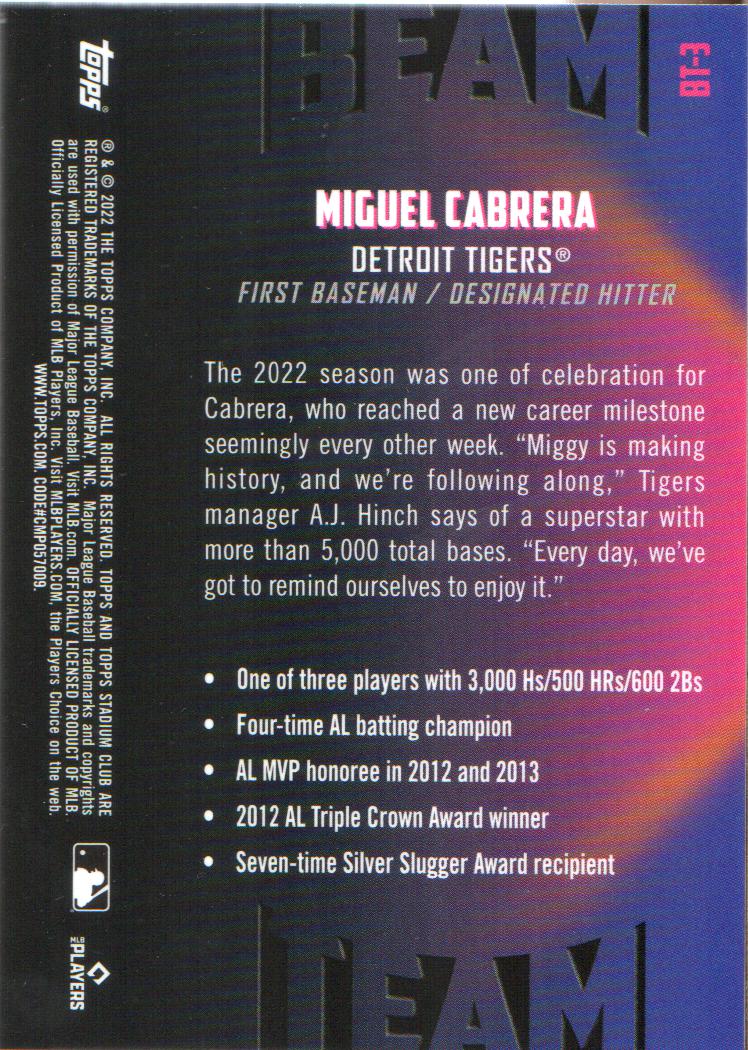 BEAM
BT-3
MIGUEL CABRERA
DETROIT TIGERS®
FIRST BASEMAN / DESIGNATED HITTER
The 2022 season was one of celebration for
Cabrera, who reached a new career milestone
seemingly every other week. “Miggy is making
history, and we’re following along,” Tigers
manager A.J. Hinch says of a superstar with
more than 5,000 total bases. “Every day, we’ve
got to remind ourselves to enjoy it.”
• One of three players with 3,000 Hs/500 HRs/600 2Bs
• Four-time AL batting champion
• AL MVP honoree in 2012 and 2013
• 2012 AL Triple Crown Award winner
• Seven-time Silver Slugger Award recipient
TEAM
topps®
® & © 2022 THE TOPPS COMPANY, INC. ALL RIGHTS RESERVED. TOPPS AND TOPPS STADIUM CLUB ARE
REGISTERED TRADEMARKS OF THE TOPPS COMPANY, INC. Major League Baseball trademarks and copyrights
are used with permission of Major League Baseball. Visit MLB.com. OFFICIALLY LICENSED PRODUCT OF MLB
Officially Licensed Product of MLB Players, Inc. Visit MLBPLAYERS.COM, the Players Choice on the web.
WWW.TOPPS.COM. CODE#CMP057009.
MLB
PLAYERS